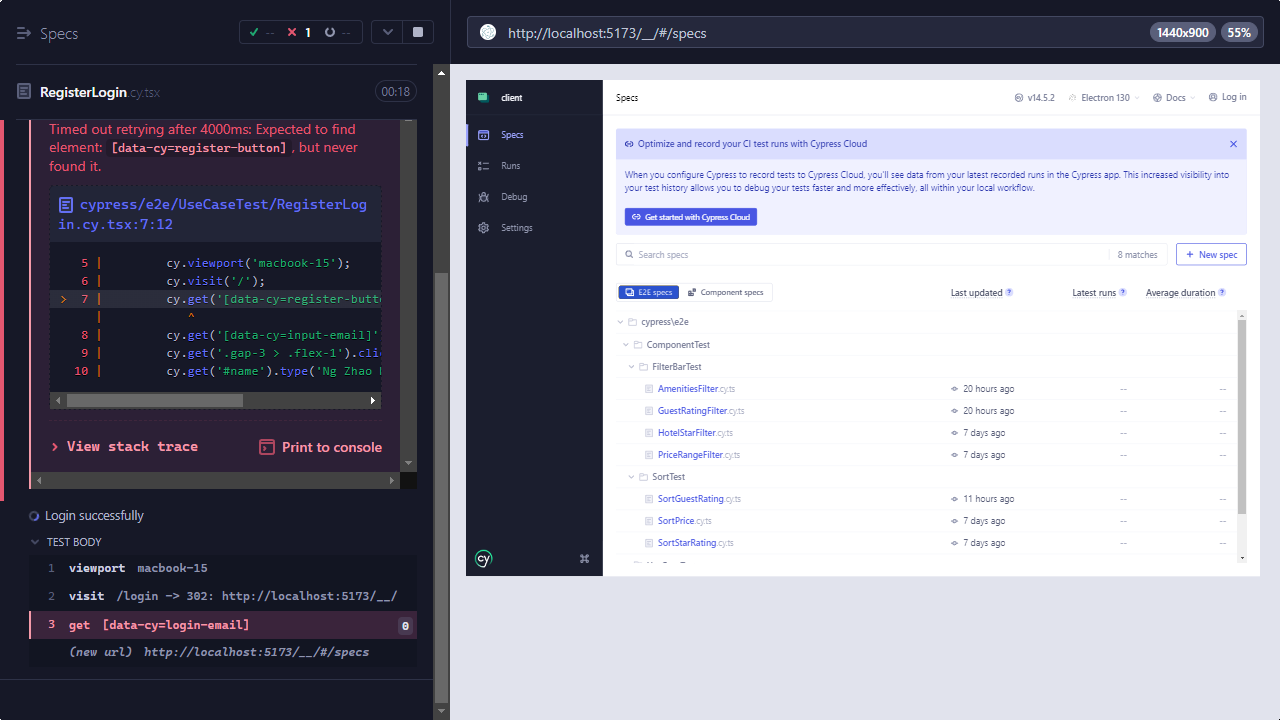 Specs
--
1
--
RegisterLogin.cy.tsx
00:18
Timed out retrying after 4000ms: Expected to find
element: [data-cy=register-button], but never
found it.
cypress/e2e/UseCaseTest/RegisterLog
in.cy.tsx:7:12
5 | cy.viewport('macbook-15');
6 | cy.visit('/');
> 7 | cy.get('[data-cy=register-butto
| ^
8 | cy.get('[data-cy=input-email]'
9 | cy.get('.gap-3 > .flex-1').clic
10 | cy.get('#name').type('Ng Zhao
> View stack trace
Print to console
Login successfully
TEST BODY
1 viewport macbook-15
2 visit /login -> 302: http://localhost:5173/__/
3 get [data-cy=login-email] 0
(new url) http://localhost:5173/__/#/specs
http://localhost:5173/__/#/specs
1440x900
55%
client
Specs
Runs
Debug
Settings
cy
Specs
v14.5.2
Electron 130
Docs
Log in
Optimize and record your CI test runs with Cypress Cloud
When you configure Cypress to record tests to Cypress Cloud, you'll see data from your latest recorded runs in the Cypress app. This increased visibility into
your test history allows you to debug your tests faster and more effectively, all within your local workflow.
Get started with Cypress Cloud
Search specs
8 matches
+ New spec
E2E specs
Component specs
Last updated ?
Latest runs ?
Average duration ?
cypress\e2e
ComponentTest
FilterBarTest
AmenitiesFilter.cy.ts 20 hours ago -- --
GuestRatingFilter.cy.ts 20 hours ago -- --
HotelStarFilter.cy.ts 7 days ago -- --
PriceRangeFilter.cy.ts 7 days ago -- --
SortTest
SortGuestRating.cy.ts 11 hours ago -- --
SortPrice.cy.ts 7 days ago -- --
SortStarRating.cy.ts 7 days ago -- --